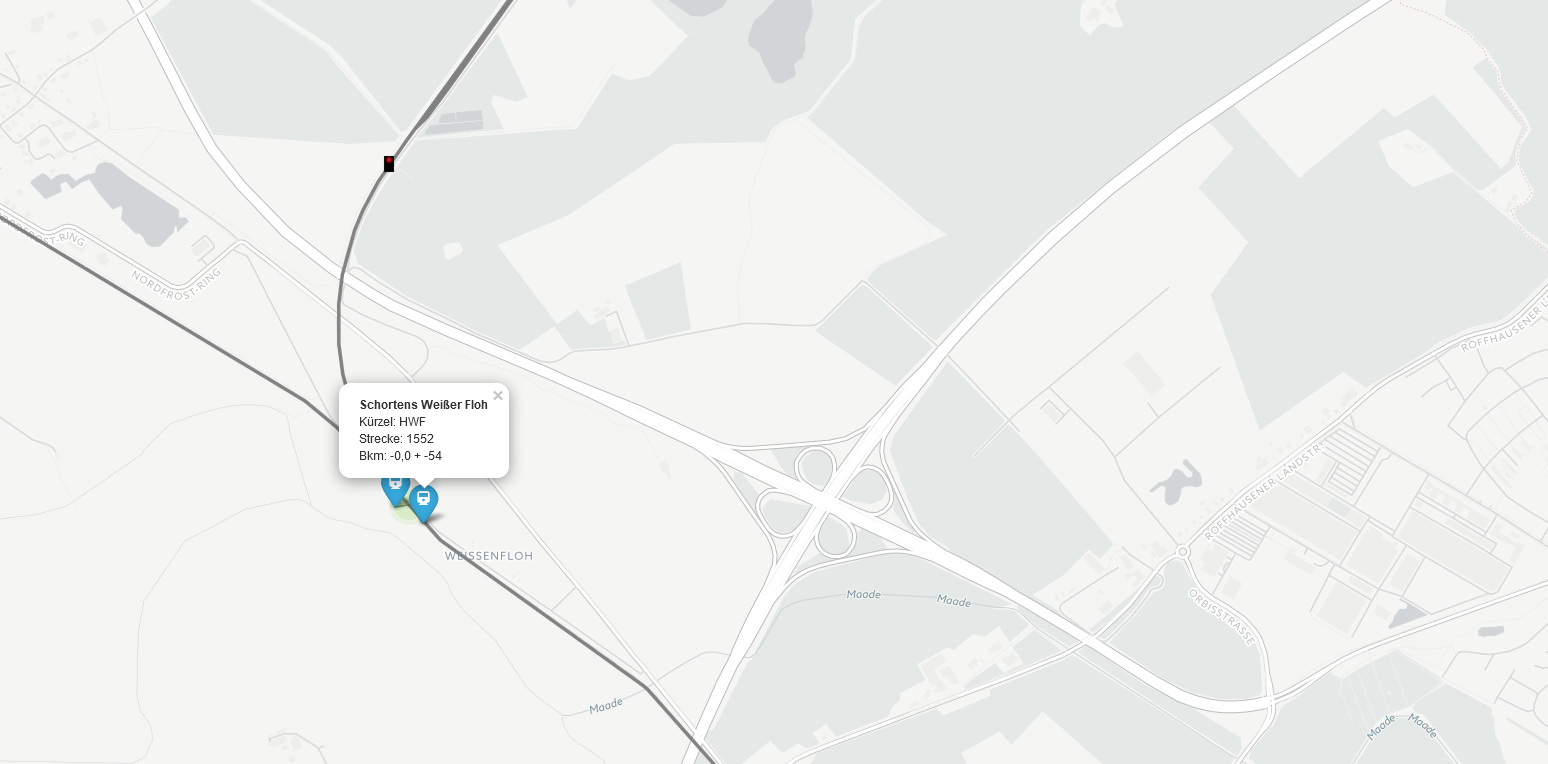 NORDFROST-RING
NORDFROST-RING
ROFFHAUSENER L
Schortens Weißer Floh
Kürzel: HWF
Strecke: 1552
Bkm: -0,0 + -54
ROFFHAUSENER LANDSTR.
WEISSENFLOH
Maade
Maade
ORBISSTRASSE
Maade
Maade
Maade